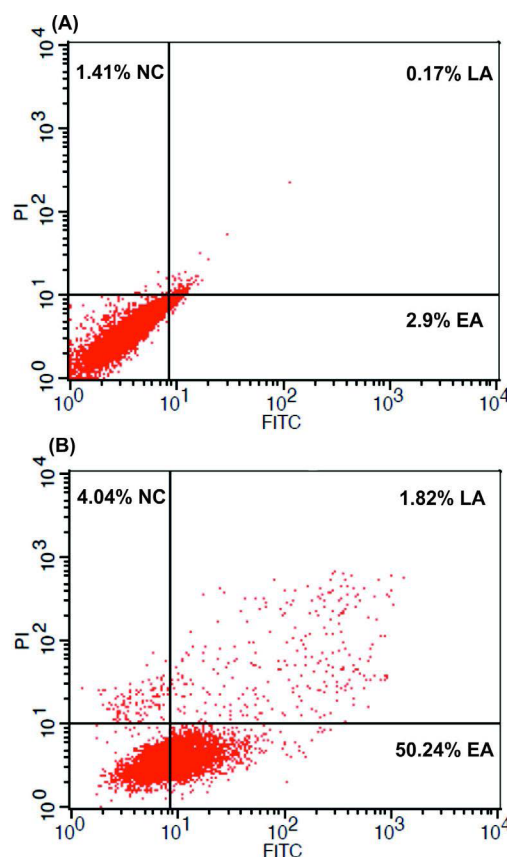 (A)
10⁴
1.41% NC 0.17% LA
10³
PI
10²
10¹
2.9% EA
10⁰
10⁰ 10¹ 10² 10³ 10⁴
FITC
(B)
10⁴
4.04% NC 1.82% LA
10³
PI
10²
10¹
50.24% EA
10⁰
10⁰ 10¹ 10² 10³ 10⁴
FITC